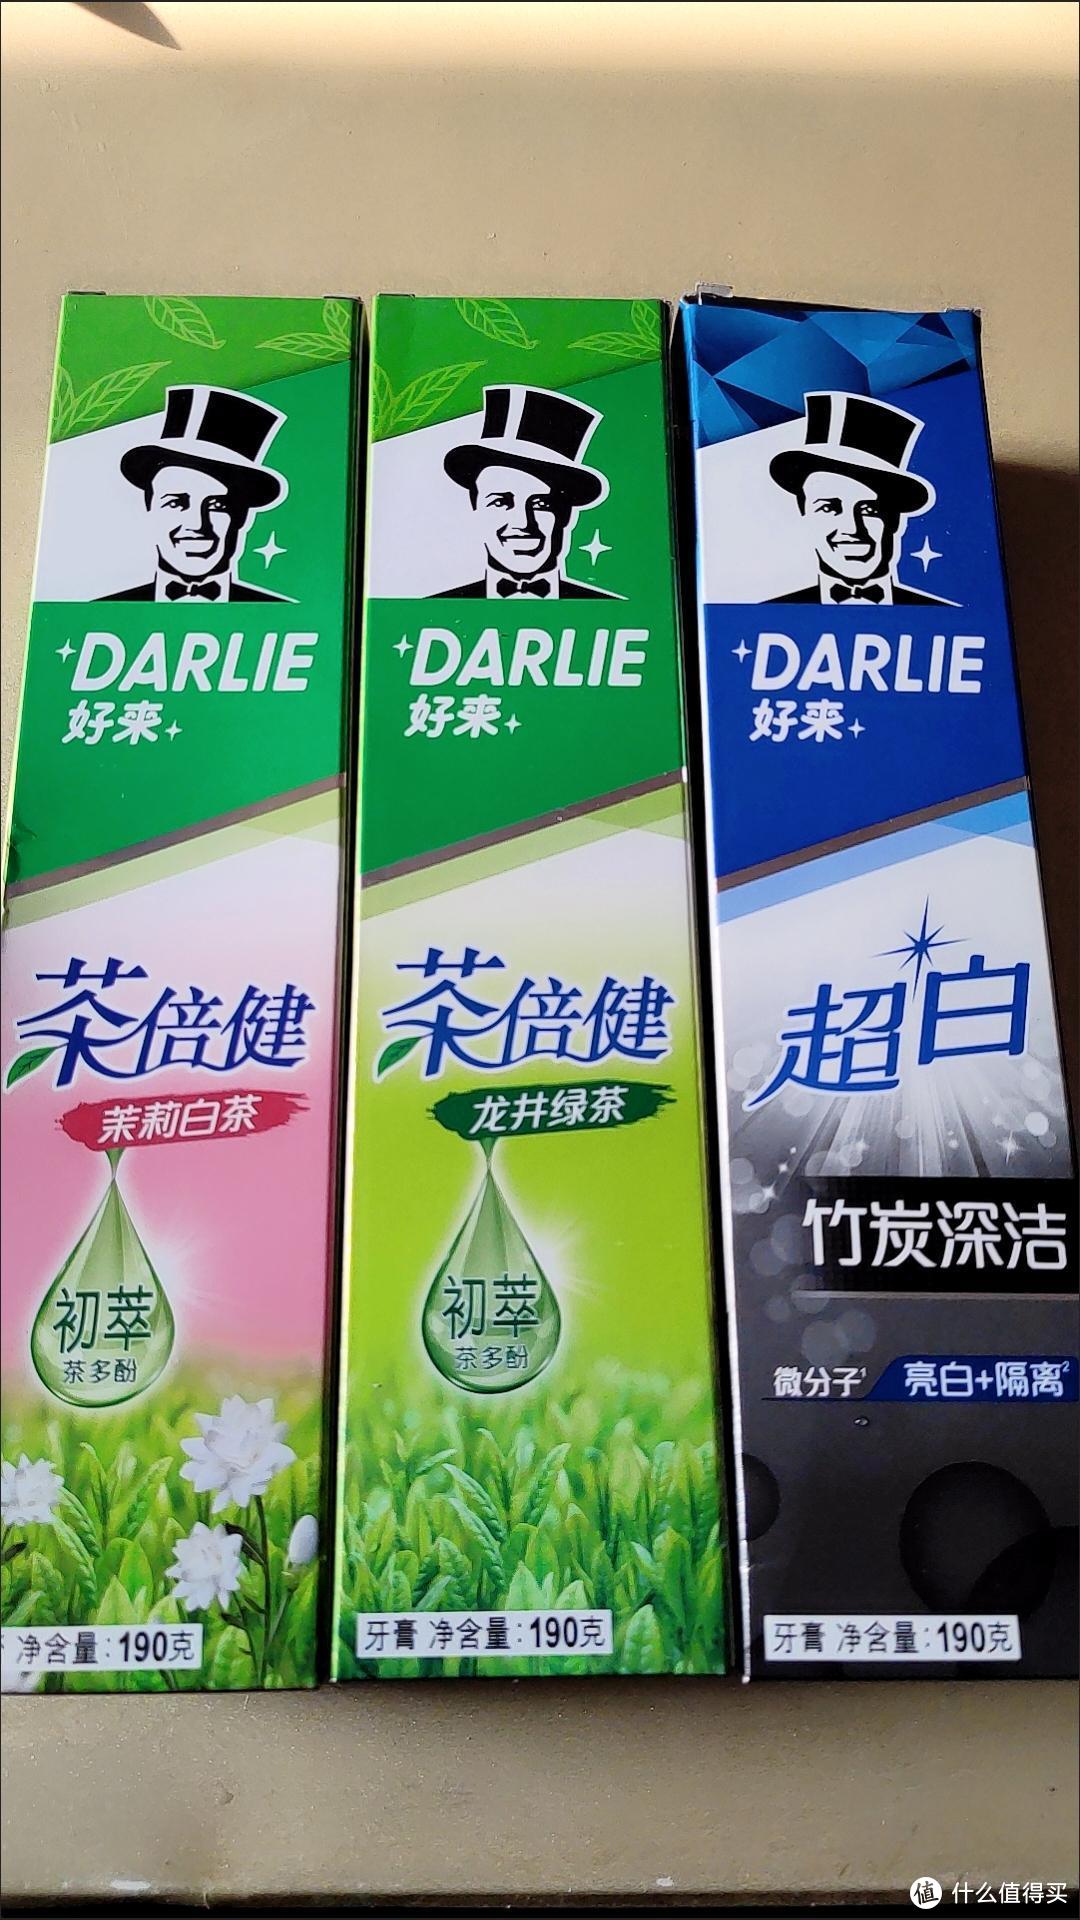 DARLIE
好来
茶倍健
茉莉白茶
初萃
茶多酚
净含量:190克
DARLIE
好来
茶倍健
龙井绿茶
初萃
茶多酚
牙膏 净含量:190克
DARLIE
好来
超白
竹炭深洁
微分子¹ 亮白+隔离²
牙膏 净含量:190克
值 什么值得买